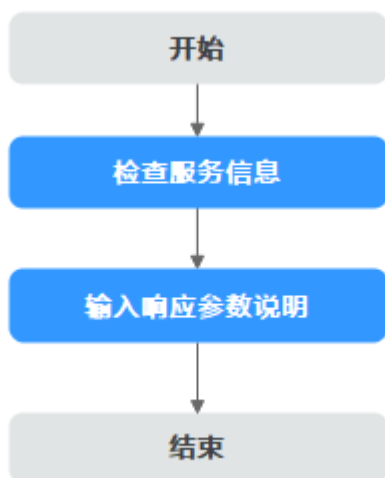 开始
检查服务信息
输入响应参数说明
结束